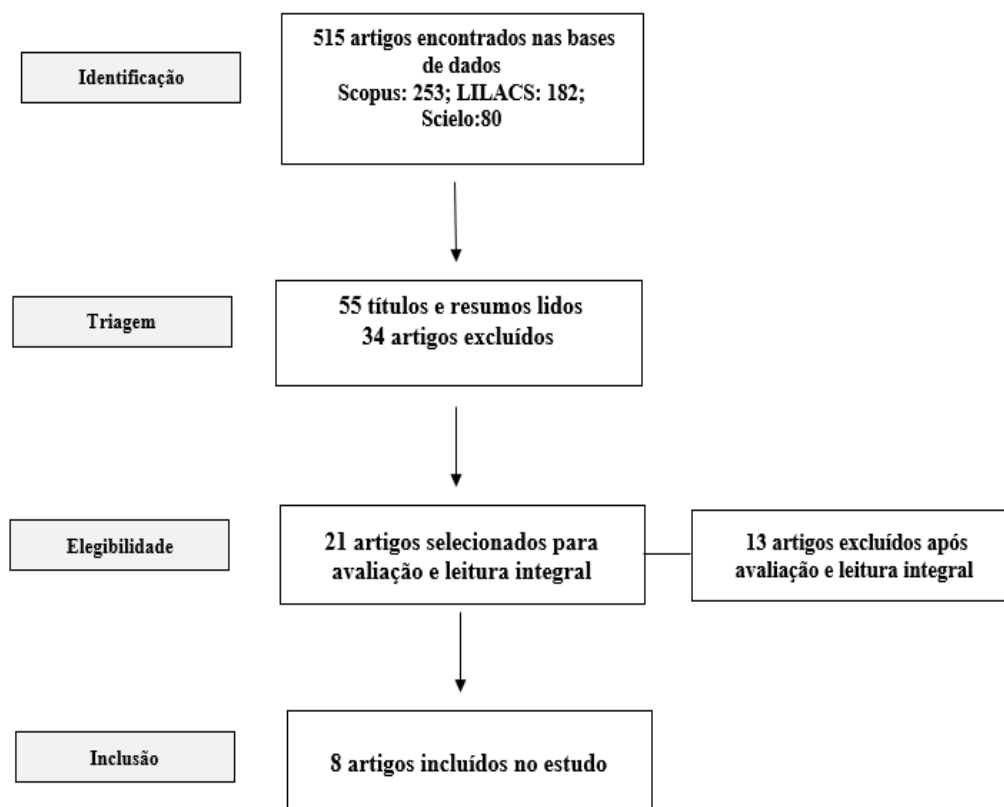 Identificação
515 artigos encontrados nas bases
de dados
Scopus: 253; LILACS: 182;
Scielo:80
Triagem
55 títulos e resumos lidos
34 artigos excluídos
Elegibilidade
21 artigos selecionados para
avaliação e leitura integral
13 artigos excluídos após
avaliação e leitura integral
Inclusão
8 artigos incluídos no estudo